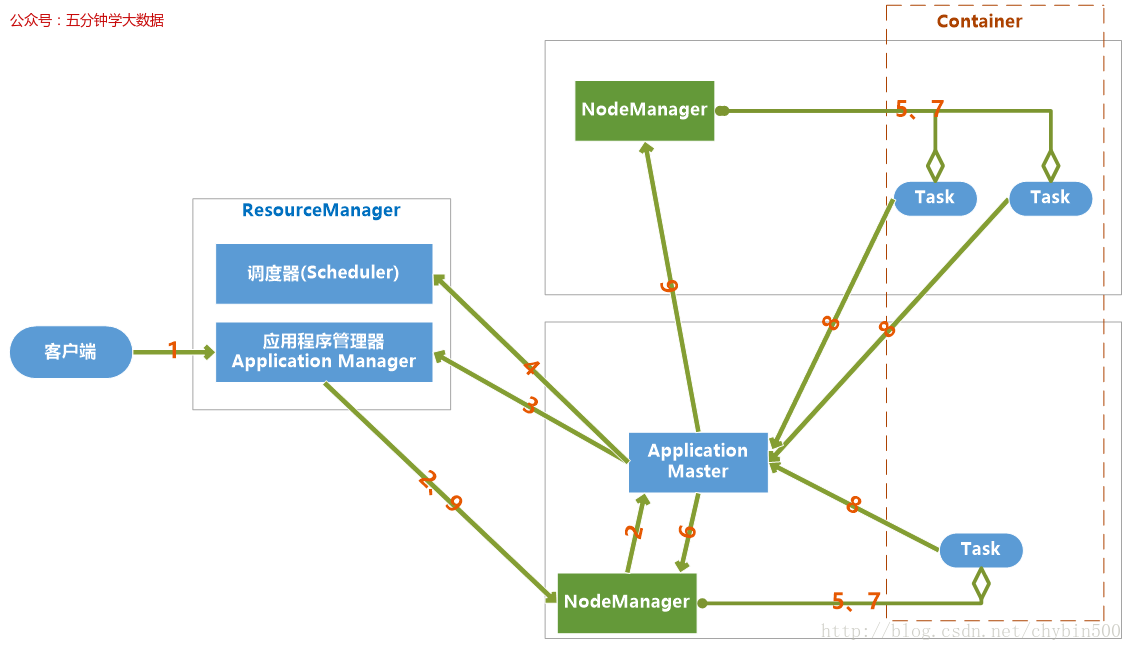 公众号：五分钟学大数据
Container
NodeManager
5、7
Task
Task
ResourceManager
调度器(Scheduler)
6
客户端
1
应用程序管理器
Application Manager
8
8
4
3
Application
Master
2、9
8
2
6
Task
NodeManager
5、7
http://blog.csdn.net/chybin500